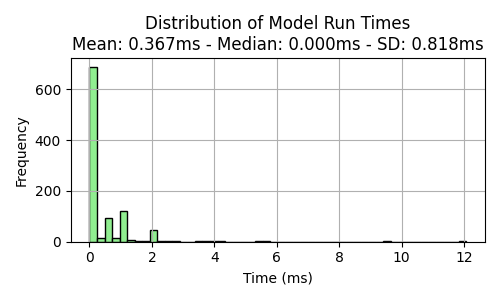 Distribution of Model Run Times
Mean: 0.367ms - Median: 0.000ms - SD: 0.818ms
600
400
200
0
Frequency
0 2 4 6 8 10 12
Time (ms)